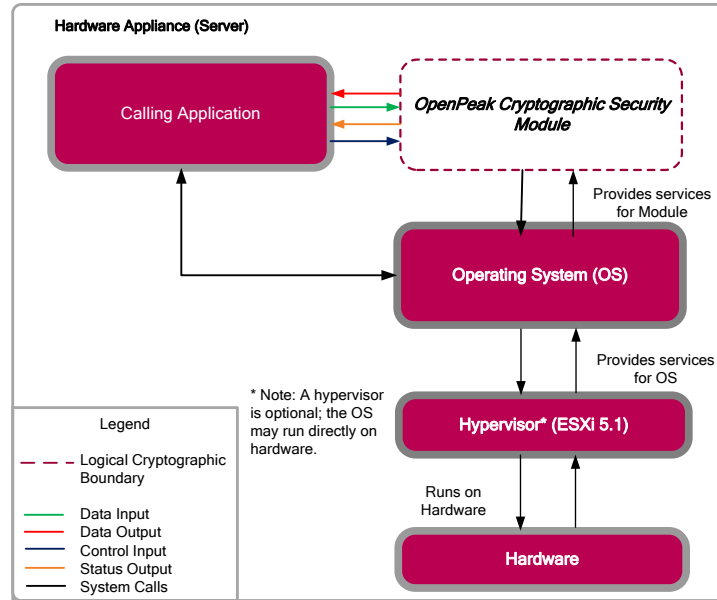 Hardware Appliance (Server)
Calling Application
OpenPeak Cryptographic Security
Module
Provides services
for Module
Operating System (OS)
Provides services
for OS
* Note: A hypervisor
is optional; the OS
may run directly on
hardware.
Hypervisor* (ESXi 5.1)
Runs on
Hardware
Hardware
Legend
Logical Cryptographic
Boundary
Data Input
Data Output
Control Input
Status Output
System Calls